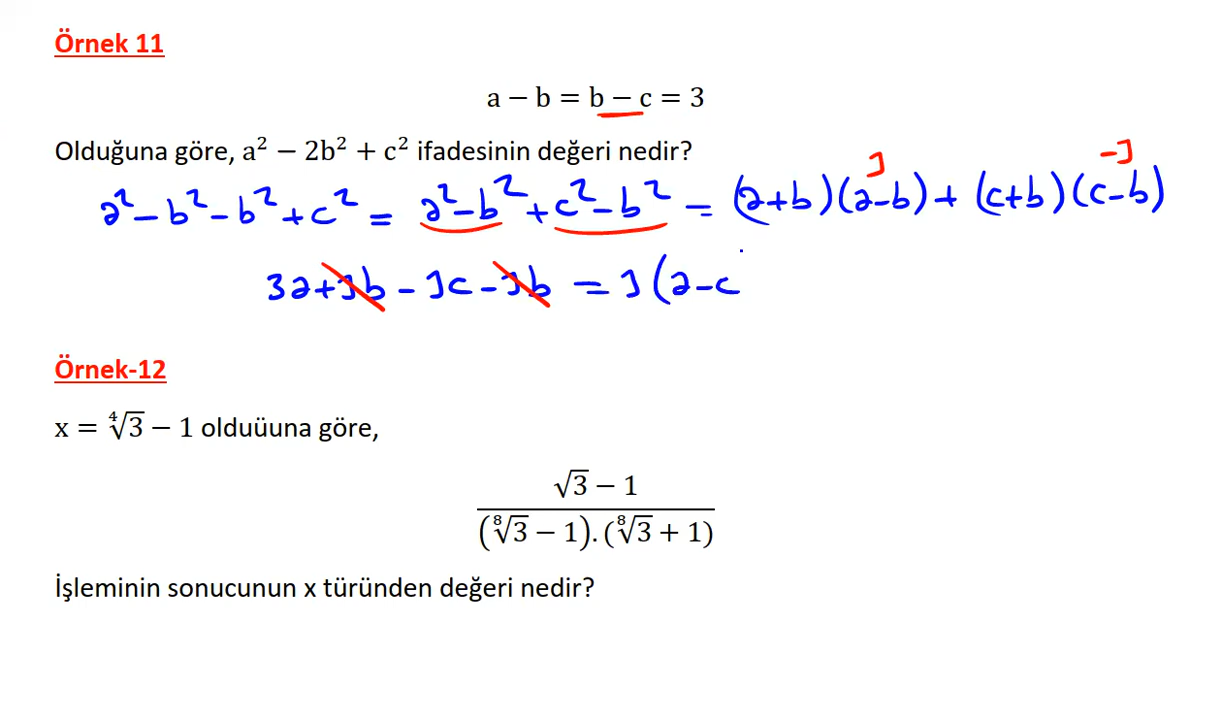 Örnek 11
a − b = b − c = 3
Olduğuna göre, a² − 2b² + c² ifadesinin değeri nedir?
a² − b² − b² + c² = a² − b² + c² − b² = (a+b)(a−b) + (c+b)(c−b)
3 −3
3a + 3b − 3c − 3b = 3(a−c
Örnek-12
x = ⁴√3 − 1 olduüuna göre,
√3 − 1
(⁸√3 − 1). (⁸√3 + 1)
İşleminin sonucunun x türünden değeri nedir?